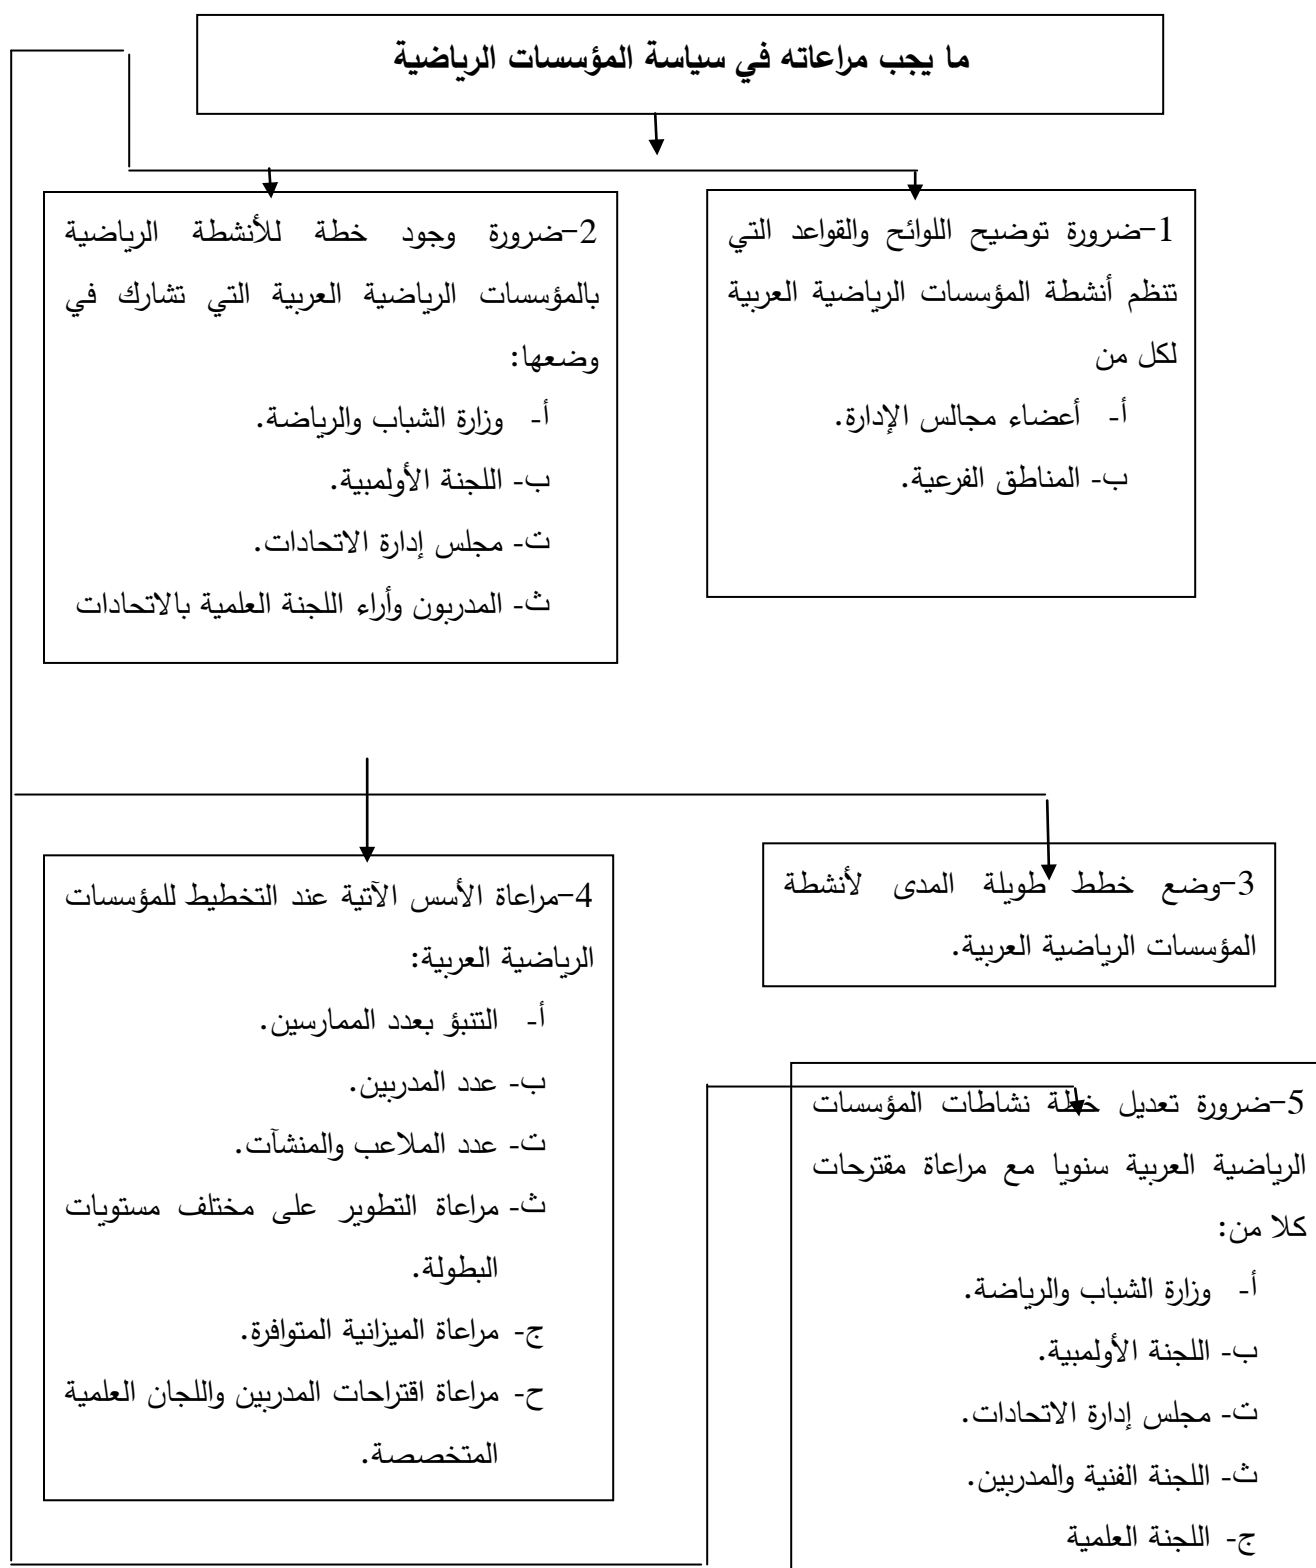 ما يجب مراعاته في سياسة المؤسسات الرياضية
1-ضرورة توضيح اللوائح والقواعد التي
تنظم أنشطة المؤسسات الرياضية العربية
لكل من
أ- أعضاء مجالس الإدارة.
ب- المناطق الفرعية.
2-ضرورة وجود خطة للأنشطة الرياضية
بالمؤسسات الرياضية العربية التي تشارك في
وضعها:
أ- وزارة الشباب والرياضة.
ب- اللجنة الأولمبية.
ت- مجلس إدارة الاتحادات.
ث- المدربون وأراء اللجنة العلمية بالاتحادات
3-وضع خطط طويلة المدى لأنشطة
المؤسسات الرياضية العربية.
4-مراعاة الأسس الآتية عند التخطيط للمؤسسات
الرياضية العربية:
أ- التنبؤ بعدد الممارسين.
ب- عدد المدربين.
ت- عدد الملاعب والمنشآت.
ث- مراعاة التطوير على مختلف مستويات
البطولة.
ج- مراعاة الميزانية المتوافرة.
ح- مراعاة اقتراحات المدربين واللجان العلمية
المتخصصة.
5-ضرورة تعديل خطة نشاطات المؤسسات
الرياضية العربية سنويا مع مراعاة مقترحات
كلا من:
أ- وزارة الشباب والرياضة.
ب- اللجنة الأولمبية.
ت- مجلس إدارة الاتحادات.
ث- اللجنة الفنية والمدربين.
ج- اللجنة العلمية